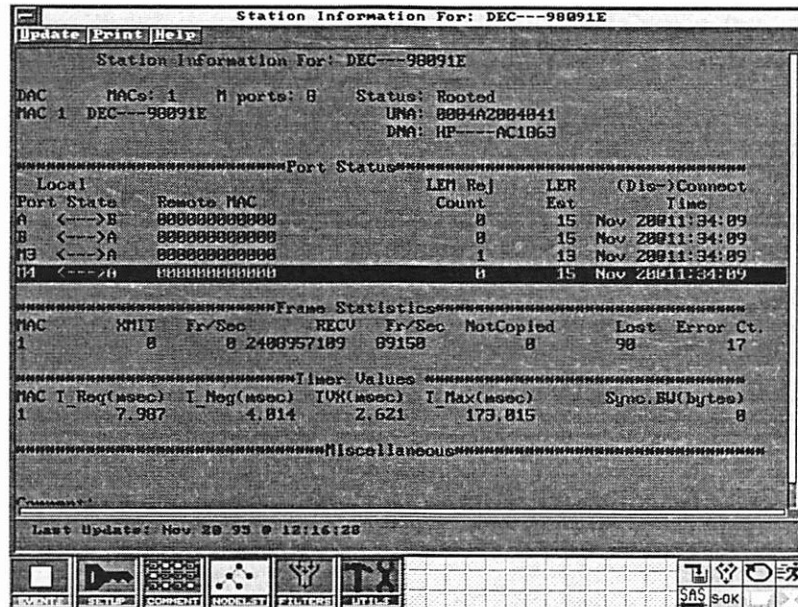 Station Information For: DEC---98091E
Update Print Help
Station Information For: DEC---98091E
DAC MACs: 1 M ports: 8 Status: Rooted
MAC 1 DEC---98091E UNA: 0004A2004041
DNA: HP----AC1863
Port Status
Local LEM Rej LER (Dis-)Connect
Port State Remote MAC Count Est Time
A <---->B 000000000000 0 15 Nov 20@11:34:09
B <---->A 000000000000 0 15 Nov 20@11:34:09
M3 <---->A 000000000000 1 13 Nov 20@11:34:09
M4 <---->A 000000000000 0 15 Nov 20@11:34:09
Frame Statistics
MAC XMIT Fr/Sec RECV Fr/Sec NotCopied Lost Error Ct.
1 0 0 2408957109 89150 0 90 17
Timer Values
MAC T_Req(msec) T_Neg(msec) TVX(msec) T_Max(msec) Sync.BW(bytes)
1 7.987 4.014 2.621 173.015 0
Miscellaneous
Comment:
Last Update: Nov 20 95 @ 12:16:28
EVENTS SETUP COMMENT NODELST FILTERS UTILS
SAS S-OK